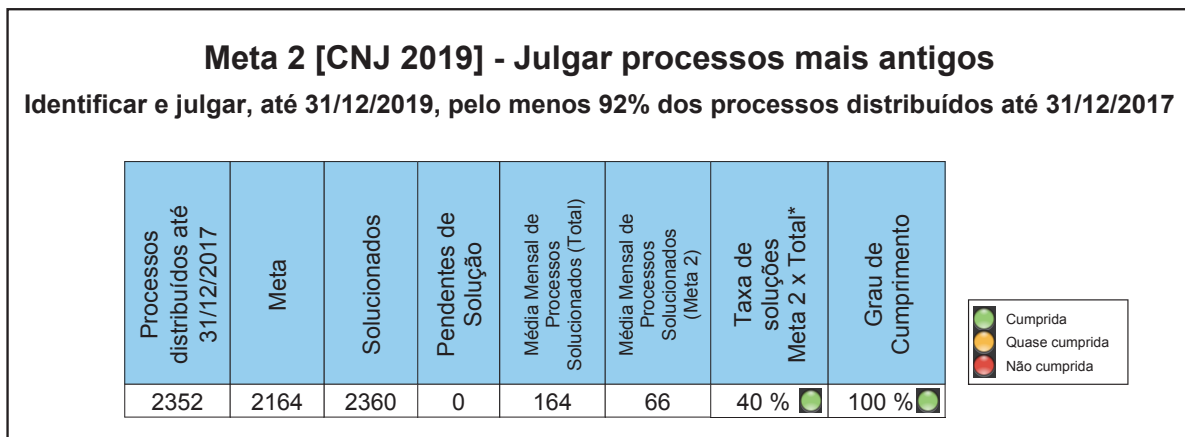 Meta 2 [CNJ 2019] - Julgar processos mais antigos
Identificar e julgar, até 31/12/2019, pelo menos 92% dos processos distribuídos até 31/12/2017
Processos
distribuídos até
31/12/2017
Meta
Solucionados
Pendentes de
Solução
Média Mensal de
Processos
Solucionados (Total)
Média Mensal de
Processos
Solucionados
(Meta 2)
Taxa de
soluções
Meta 2 x Total*
Grau de
Cumprimento
2352 2164 2360 0 164 66 40 % 100 %
Cumprida
Quase cumprida
Não cumprida